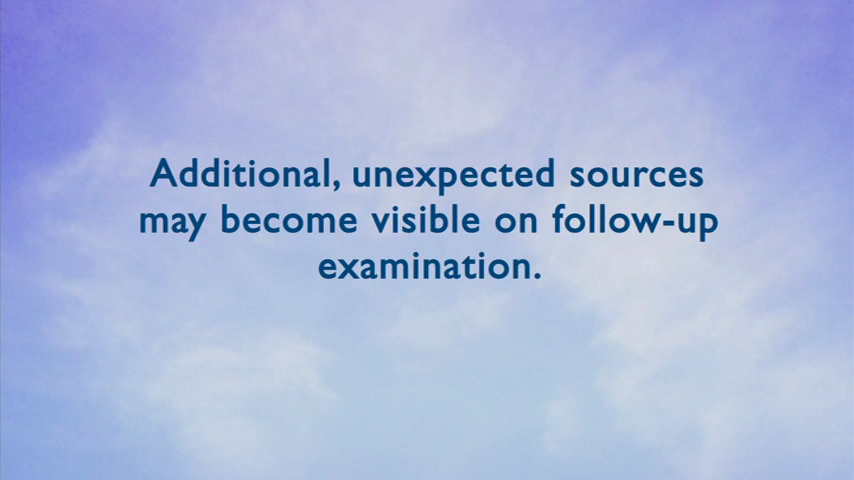 Additional, unexpected sources
may become visible on follow-up
examination.